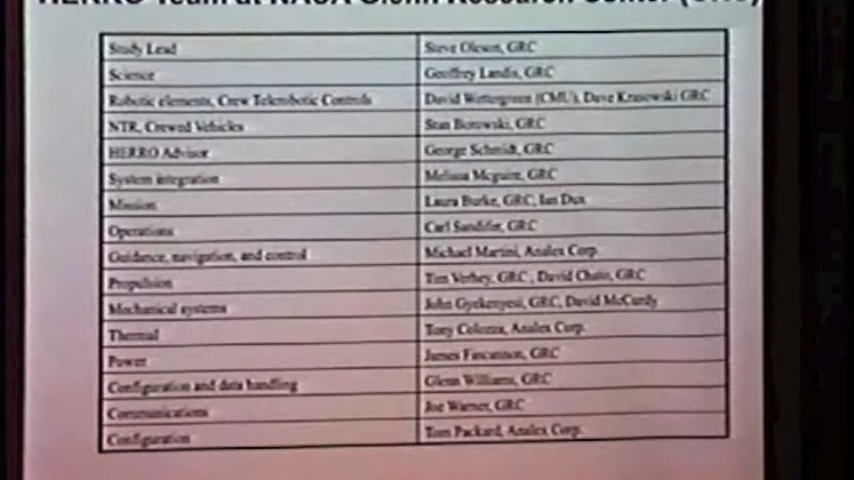 HERRO Team at NASA Glenn Research Center (GRC)
Study Lead Steve Oleson, GRC
Science Geoffrey Landis, GRC
Robotic elements, Crew Telerobotic Controls David Wettergreen (CMU), Dave Krasowski GRC
NTR, Crewed Vehicles Stan Borowski, GRC
HERRO Advisor George Schmidt, GRC
System integration Melissa Mcguire, GRC
Mission Laura Burke, GRC, Ian Dux
Operations Carl Sandifer, GRC
Guidance, navigation, and control Michael Martini, Analex Corp.
Propulsion Tim Verhey, GRC , David Chato, GRC
Mechanical systems John Gyekenyesi, GRC, David McCurdy
Thermal Tony Colozza, Analex Corp.
Power James Fincannon, GRC
Configuration and data handling Glenn Williams, GRC
Communications Joe Warner, GRC
Configuration Tom Packard, Analex Corp.